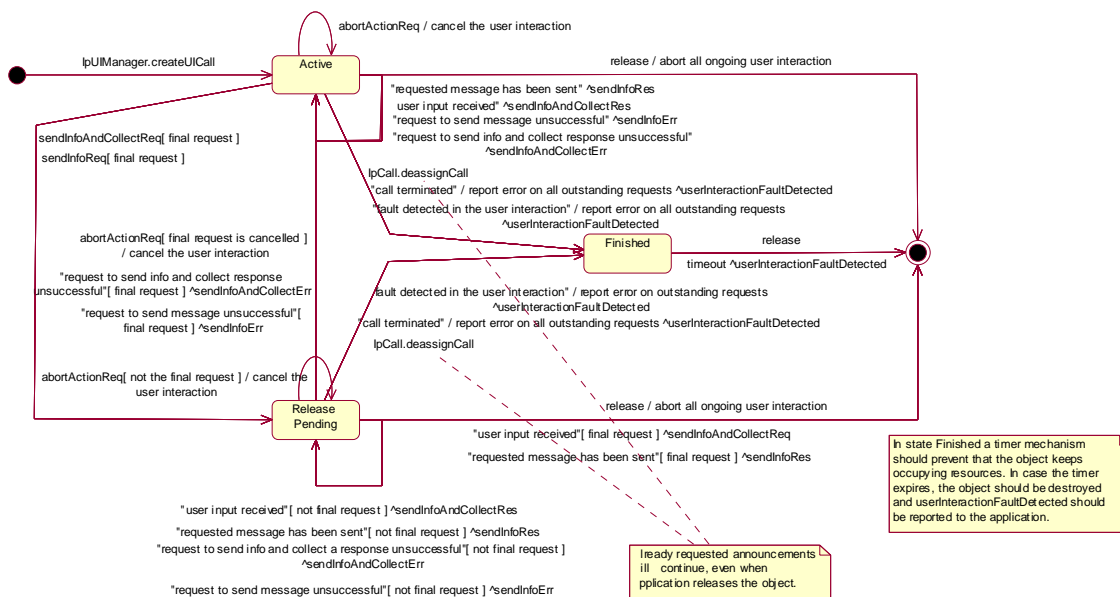 abortActionReq / cancel the user interaction
IpUIManager.createUICall
Active
release / abort all ongoing user interaction
"requested message has been sent" ^sendInfoRes
user input received" ^sendInfoAndCollectRes
"request to send message unsuccessful" ^sendInfoErr
"request to send info and collect response unsuccessful"
^sendInfoAndCollectErr
sendInfoAndCollectReq[ final request ]
sendInfoReq[ final request ]
IpCall.deassignCall
"call terminated" / report error on all outstanding requests ^userInteractionFaultDetected
"fault detected in the user interaction" / report error on all outstanding requests
^userInteractionFaultDetected
abortActionReq[ final request is cancelled ]
/ cancel the user interaction
Finished
release
timeout ^userInteractionFaultDetected
"request to send info and collect response
unsuccessful"[ final request ] ^sendInfoAndCollectErr
"request to send message unsuccessful"[
final request ] ^sendInfoErr
fault detected in the user interaction" / report error on outstanding requests
^userInteractionFaultDetected
"call terminated" / report error on all outstanding requests ^userInteractionFaultDetected
IpCall.deassignCall
abortActionReq[ not the final request ] / cancel the
user interaction
Release
Pending
release / abort all ongoing user interaction
"user input received"[ final request ] ^sendInfoAndCollectReq
"requested message has been sent"[ final request ] ^sendInfoRes
In state Finished a timer mechanism
should prevent that the object keeps
occupying resources. In case the timer
expires, the object should be destroyed
and userInteractionFaultDetected should
be reported to the application.
"user input received"[ not final request ] ^sendInfoAndCollectRes
"requested message has been sent"[ not final request ] ^sendInfoRes
"request to send info and collect a response unsuccessful"[ not final request ]
^sendInfoAndCollectErr
"request to send message unsuccessful"[ not final request ] ^sendInfoErr
lready requested announcements
ill continue, even when
pplication releases the object.